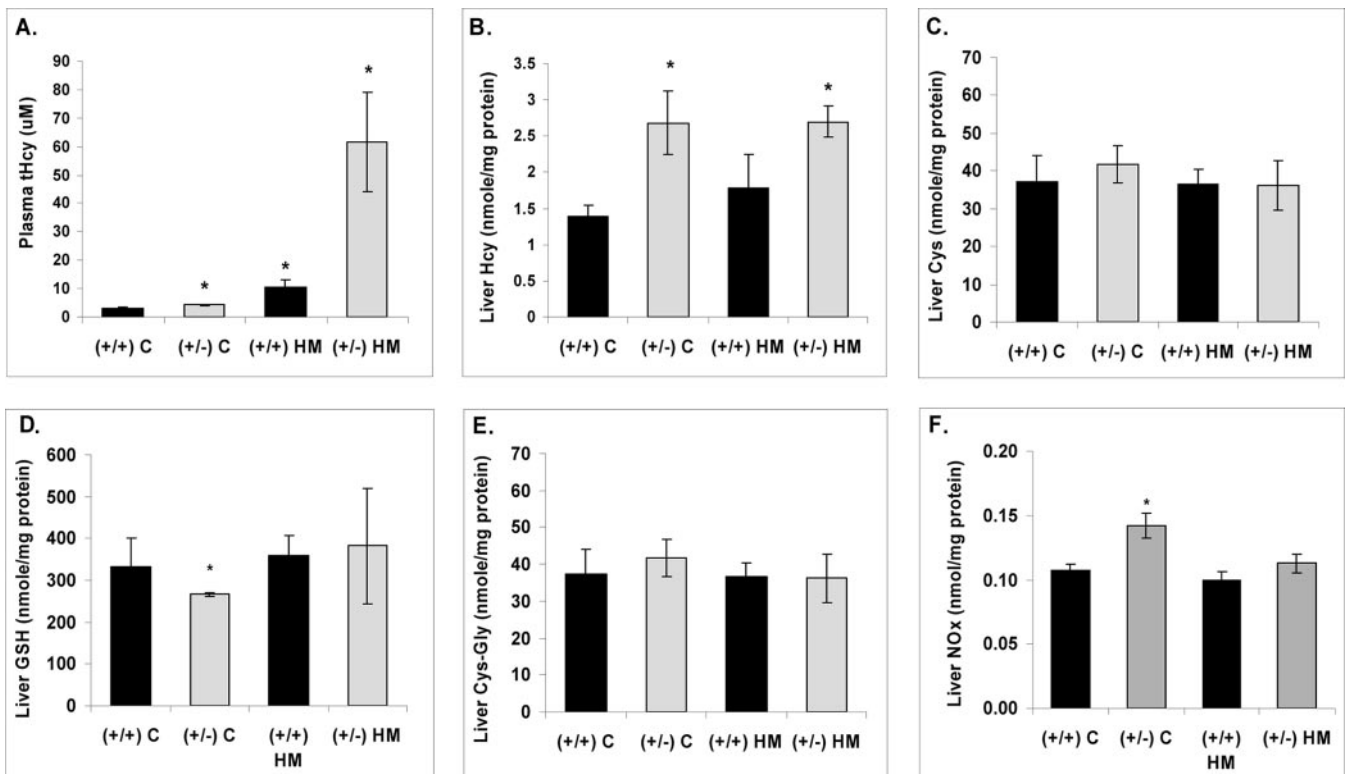 A.
Plasma tHcy (uM)
90
80
70
60
50
40
30
20
10
0
*
*
*
(+/+) C (+/-) C (+/+) HM (+/-) HM
B.
Liver Hcy (nmole/mg protein)
3.5
3
2.5
2
1.5
1
0.5
0
*
*
(+/+) C (+/-) C (+/+) HM (+/-) HM
C.
Liver Cys (nmole/mg protein)
70
60
50
40
30
20
10
0
(+/+) C (+/-) C (+/+) HM (+/-) HM
D.
Liver GSH (nmole/mg protein)
600
500
400
300
200
100
0
*
(+/+) C (+/-) C (+/+) (+/-) HM
HM
E.
Liver Cys-Gly (nmole/mg protein)
70
60
50
40
30
20
10
0
(+/+) C (+/-) C (+/+) HM (+/-) HM
F.
Liver NOx (nmol/mg protein)
0.20
0.15
0.10
0.05
0.00
*
(+/+) C (+/-) C (+/+) (+/-) HM
HM